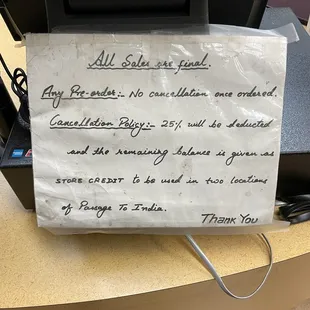 All Sales are final.
Any Pre-order:- No cancellation once ordered.
Cancellation Policy:- 25% will be deducted
and the remaining balance is given as
STORE CREDIT to be used in two locations
of Passage To India.
Thank You